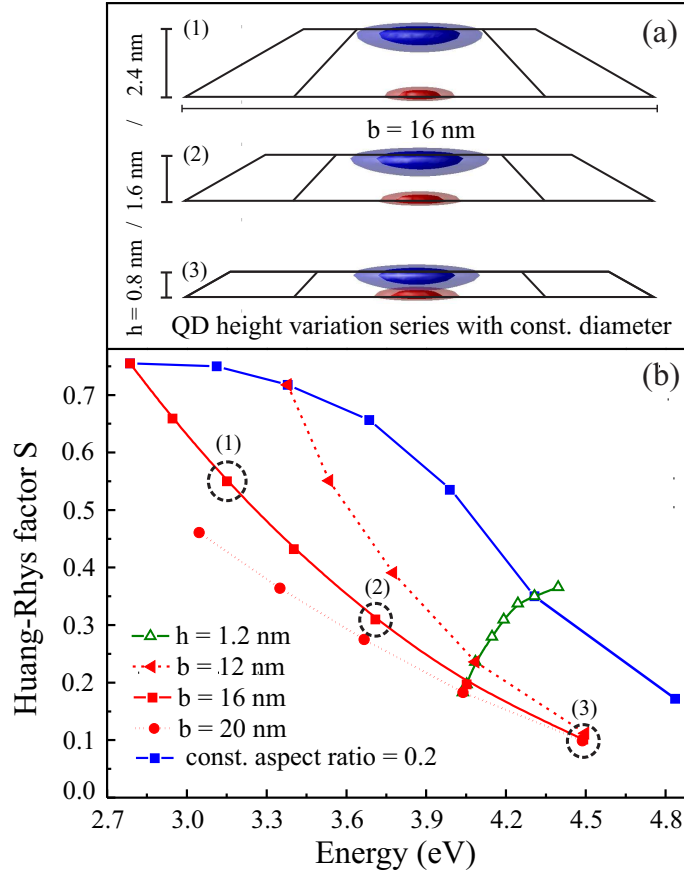 (1)
(a)
b = 16 nm
(2)
(3)
h = 0.8 nm / 1.6 nm / 2.4 nm
QD height variation series with const. diameter
(b)
Huang-Rhys factor S
0.7
0.6
0.5
0.4
0.3
0.2
0.1
0.0
(1)
(2)
(3)
h = 1.2 nm
b = 12 nm
b = 16 nm
b = 20 nm
const. aspect ratio = 0.2
2.7 3.0 3.3 3.6 3.9 4.2 4.5 4.8
Energy (eV)